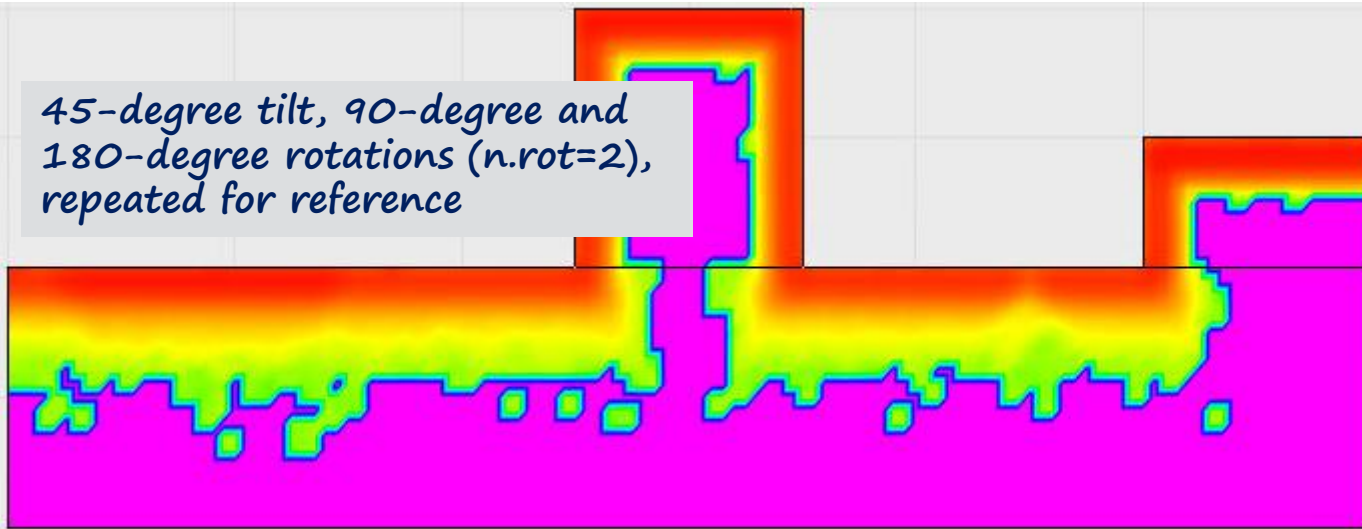 45-degree tilt, 90-degree and
180-degree rotations (n.rot=2),
repeated for reference